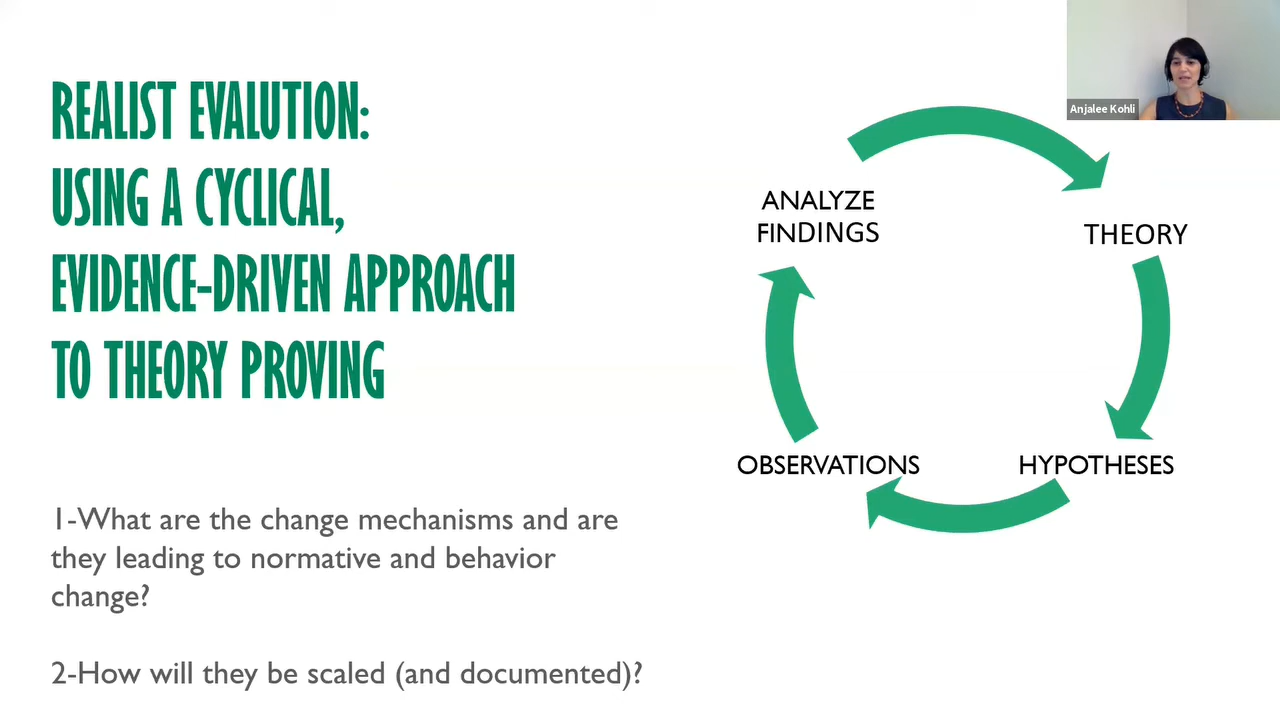 REALIST EVALUTION:
USING A CYCLICAL,
EVIDENCE-DRIVEN APPROACH
TO THEORY PROVING
1-What are the change mechanisms and are
they leading to normative and behavior
change?
2-How will they be scaled (and documented)?
ANALYZE
FINDINGS
THEORY
HYPOTHESES
OBSERVATIONS
Anjalee Kohli